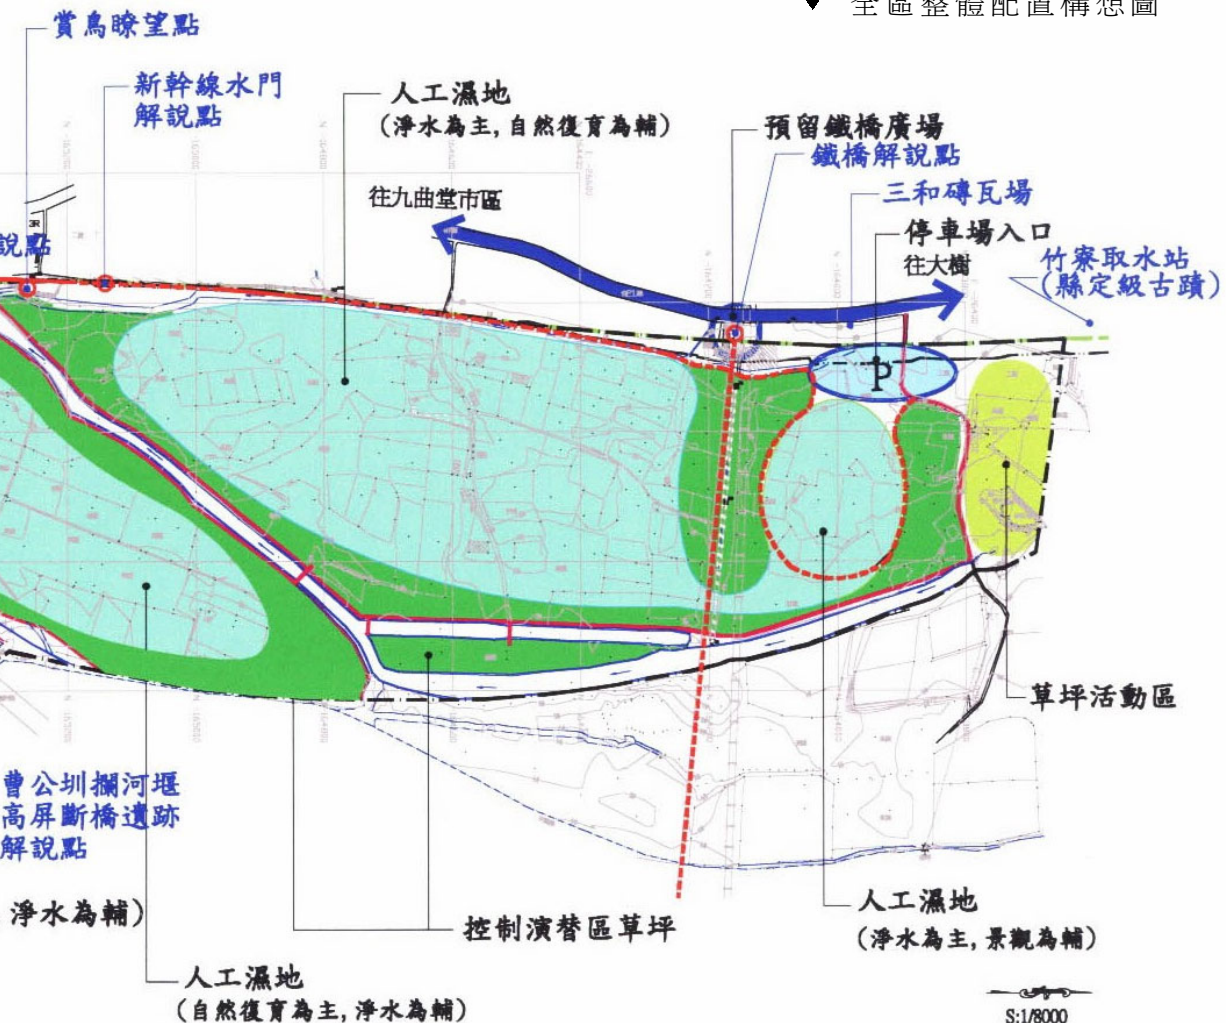 全區整體配置構想圖
賞鳥瞭望點
新幹線水門
解說點
人工濕地
(淨水為主, 自然復育為輔)
預留鐵橋廣場
鐵橋解說點
三和磚瓦場
往九曲堂市區
停車場入口
往大樹
竹寮取水站
(縣定級古蹟)
說點
P
草坪活動區
曹公圳攔河堰
高屏斷橋遺跡
解說點
淨水為輔)
控制演替區草坪
人工濕地
(淨水為主, 景觀為輔)
人工濕地
(自然復育為主, 淨水為輔)
S:1/8000